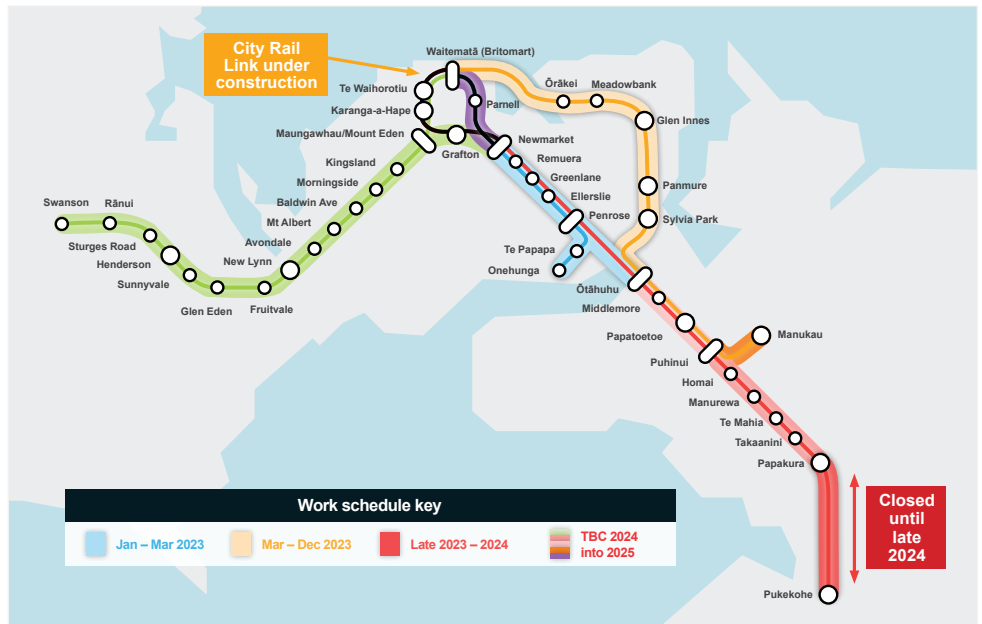 City Rail
Link under
construction
Waitematā (Britomart)
Te Waihorotiu
Karanga-a-Hape
Maungawhau/Mount Eden
Parnell
Ōrākei
Meadowbank
Glen Innes
Grafton
Newmarket
Kingsland
Remuera
Morningside
Greenlane
Panmure
Baldwin Ave
Ellerslie
Swanson
Rānui
Mt Albert
Penrose
Sylvia Park
Sturges Road
Avondale
Te Papapa
Henderson
New Lynn
Onehunga
Sunnyvale
Ōtāhuhu
Glen Eden
Fruitvale
Middlemore
Papatoetoe
Manukau
Puhinui
Homai
Manurewa
Te Mahia
Takaanini
Papakura
Closed
until
late
2024
Pukekohe
Work schedule key
Jan – Mar 2023
Mar – Dec 2023
Late 2023 – 2024
TBC 2024
into 2025